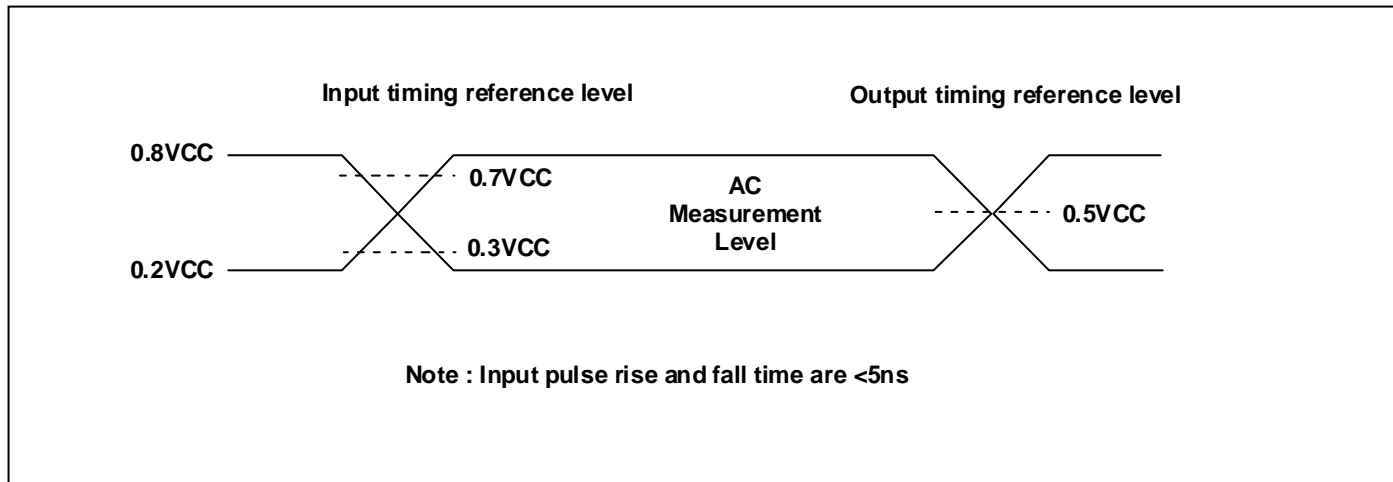 Input timing reference level
Output timing reference level
0.8VCC
0.7VCC
AC
Measurement
Level
0.5VCC
0.3VCC
0.2VCC
Note : Input pulse rise and fall time are <5ns